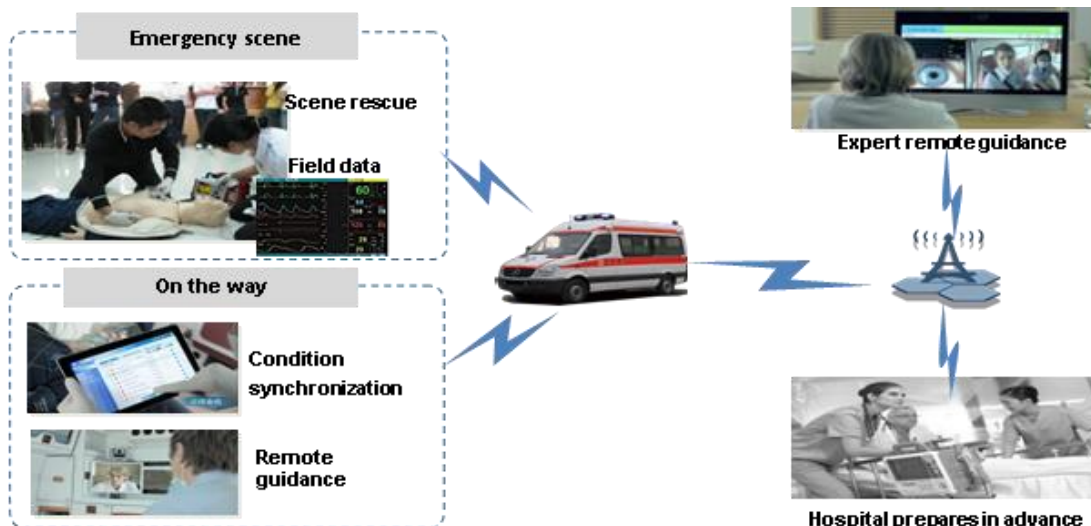 Emergency scene
Scene rescue
Field data
60
On the way
Condition
synchronization
Remote
guidance
Expert remote guidance
Hospital prepares in advance